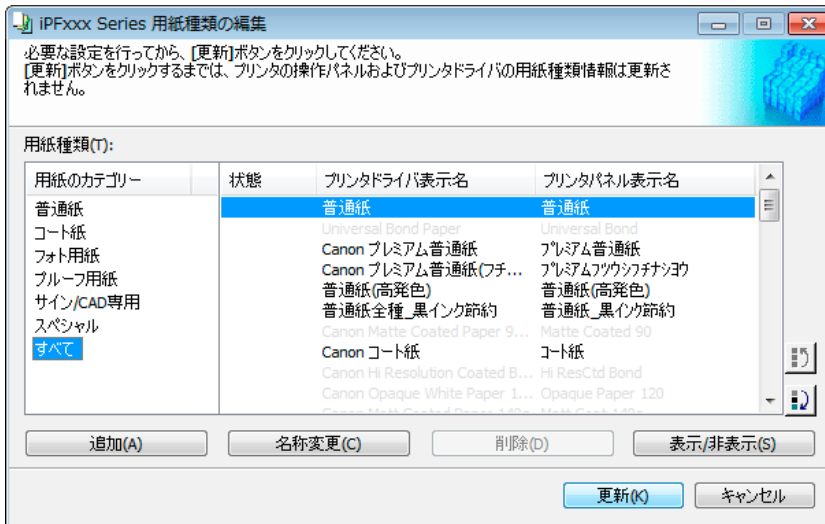 iPFxxx Series 用紙種類の編集
必要な設定を行ってから、[更新]ボタンをクリックしてください。
[更新]ボタンをクリックするまでは、プリンタの操作パネルおよびプリンタドライバの用紙種類情報は更新さ
れません。
用紙種類(T):
用紙のカテゴリー
普通紙
コート紙
フォト用紙
プルーフ用紙
サイン/CAD専用
スペシャル
すべて
状態 プリンタドライバ表示名 プリンタパネル表示名
普通紙 普通紙
Universal Bond Paper Universal Bond
Canon プレミアム普通紙 プレミアム普通紙
Canon プレミアム普通紙(フチ... プレミアムフツウシフチナシヨウ
普通紙(高発色) 普通紙(高発色)
普通紙全種_黒インク節約 普通紙_黒インク節約
Canon Matte Coated Paper 9... Matte Coated 90
Canon コート紙 コート紙
Canon Hi Resolution Coated B... Hi ResCtd Bond
Canon Opaque White Paper 1... Opaque Paper 120
Canon Matt Coated Paper 140g Matt Coat 140g
追加(A) 名称変更(C) 削除(D) 表示/非表示(S)
更新(K) キャンセル